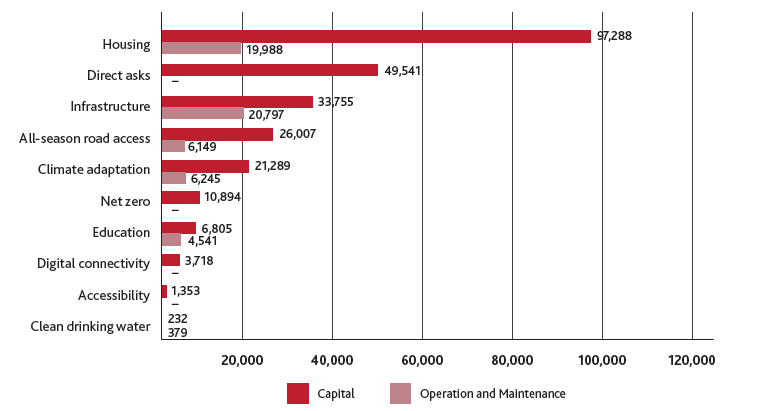 Housing
97,288
19,988
Direct asks
49,541
–
Infrastructure
33,755
20,797
All-season road access
26,007
6,149
Climate adaptation
21,289
6,245
Net zero
10,894
–
Education
6,805
4,541
Digital connectivity
3,718
–
Accessibility
1,353
–
Clean drinking water
232
379
20,000 40,000 60,000 80,000 100,000 120,000
Capital Operation and Maintenance